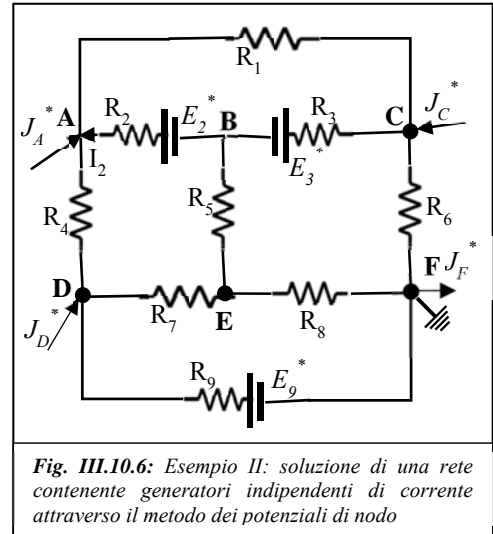 R1
A
JA*
R2
E2*
B
R3
E3*
C
JC*
I2
R4
R5
R6
D
F
JF*
JD*
R7
E
R8
R9
E9*
Fig. III.10.6: Esempio II: soluzione di una rete
contenente generatori indipendenti di corrente
attraverso il metodo dei potenziali di nodo